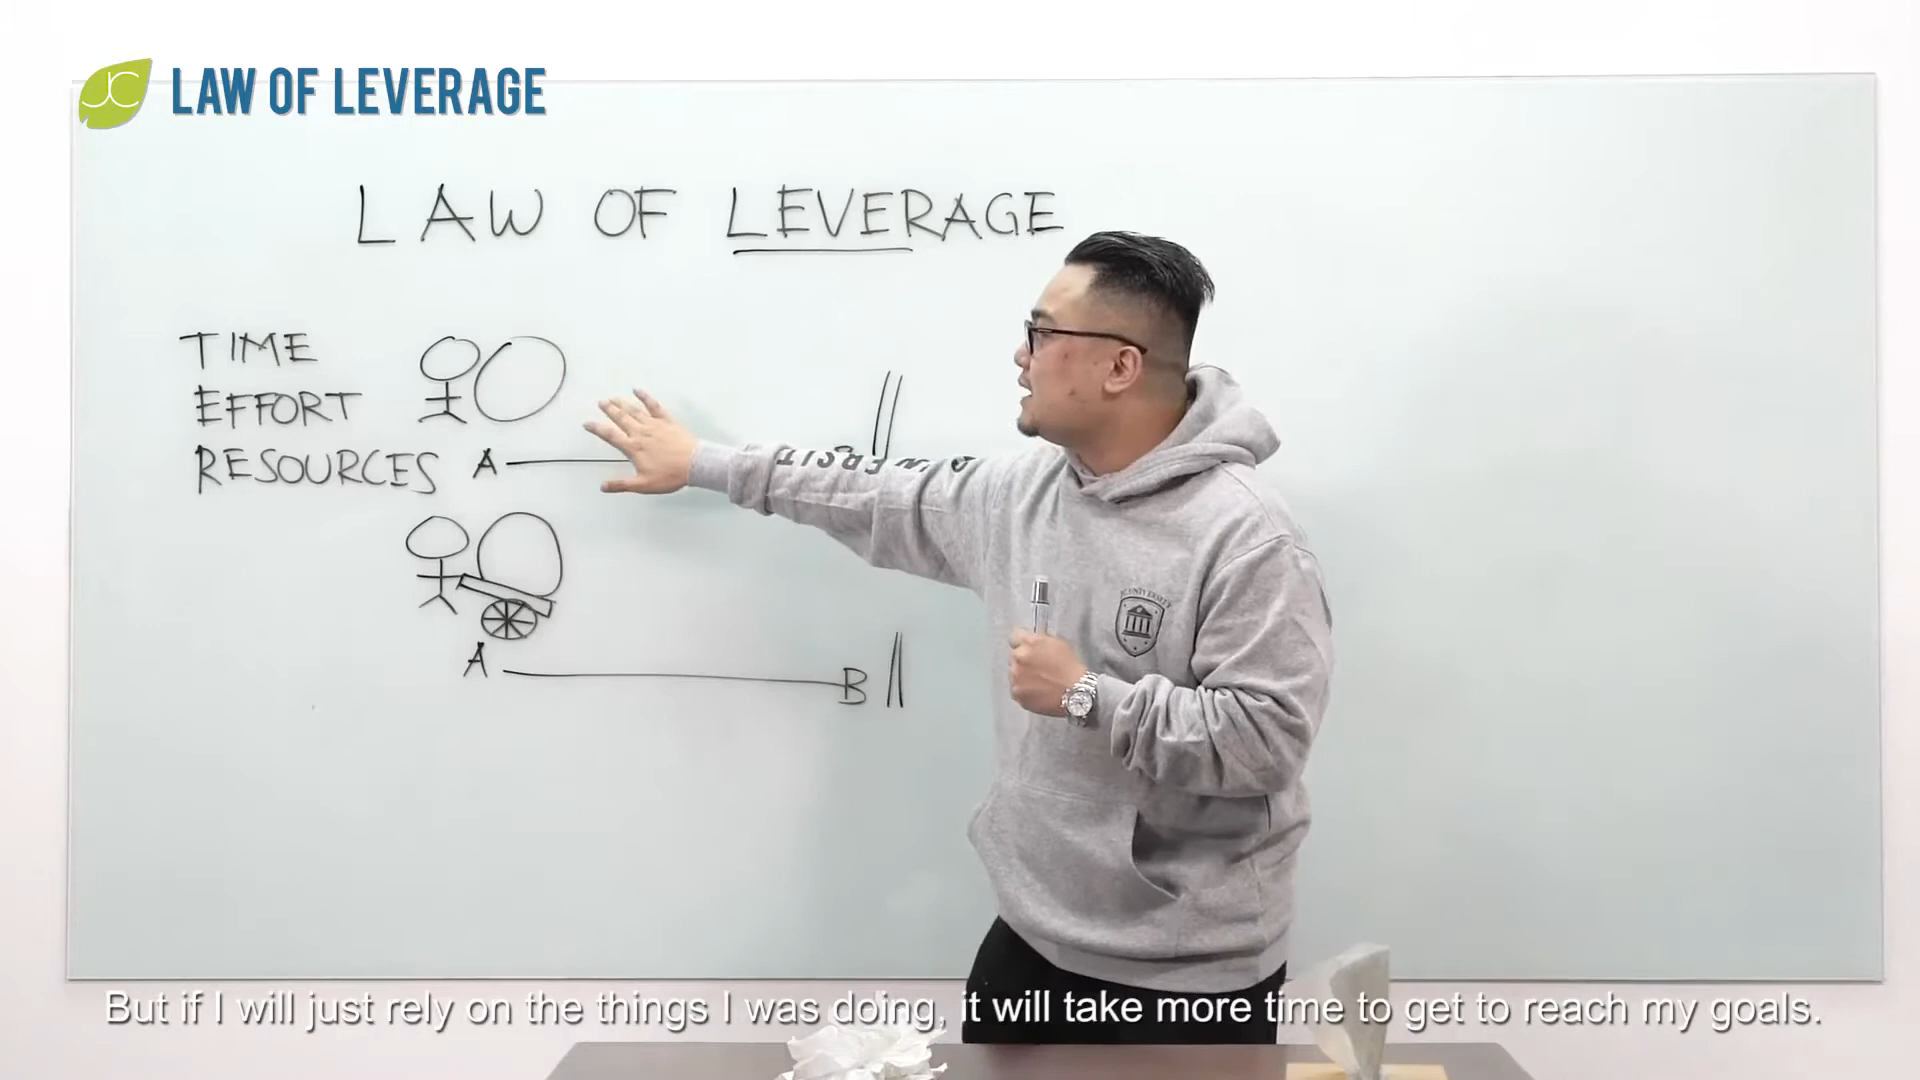 JC LAW OF LEVERAGE
LAW OF LEVERAGE
TIME
EFFORT
RESOURCES
A
A
B
But if I will just rely on the things I was doing, it will take more time to get to reach my goals.